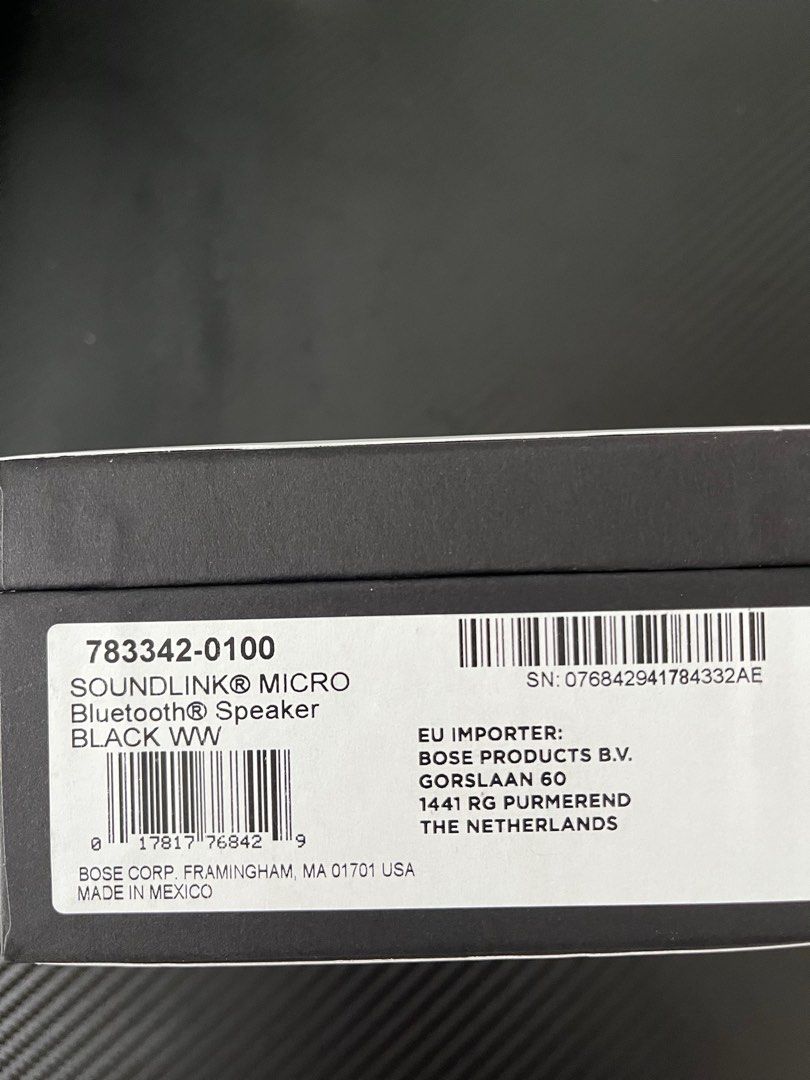 783342-0100
SOUNDLINK® MICRO
Bluetooth® Speaker
BLACK WW
0 17817 76842 9
BOSE CORP. FRAMINGHAM, MA 01701 USA
MADE IN MEXICO
SN: 076842941784332AE
EU IMPORTER:
BOSE PRODUCTS B.V.
GORSLAAN 60
1441 RG PURMEREND
THE NETHERLANDS